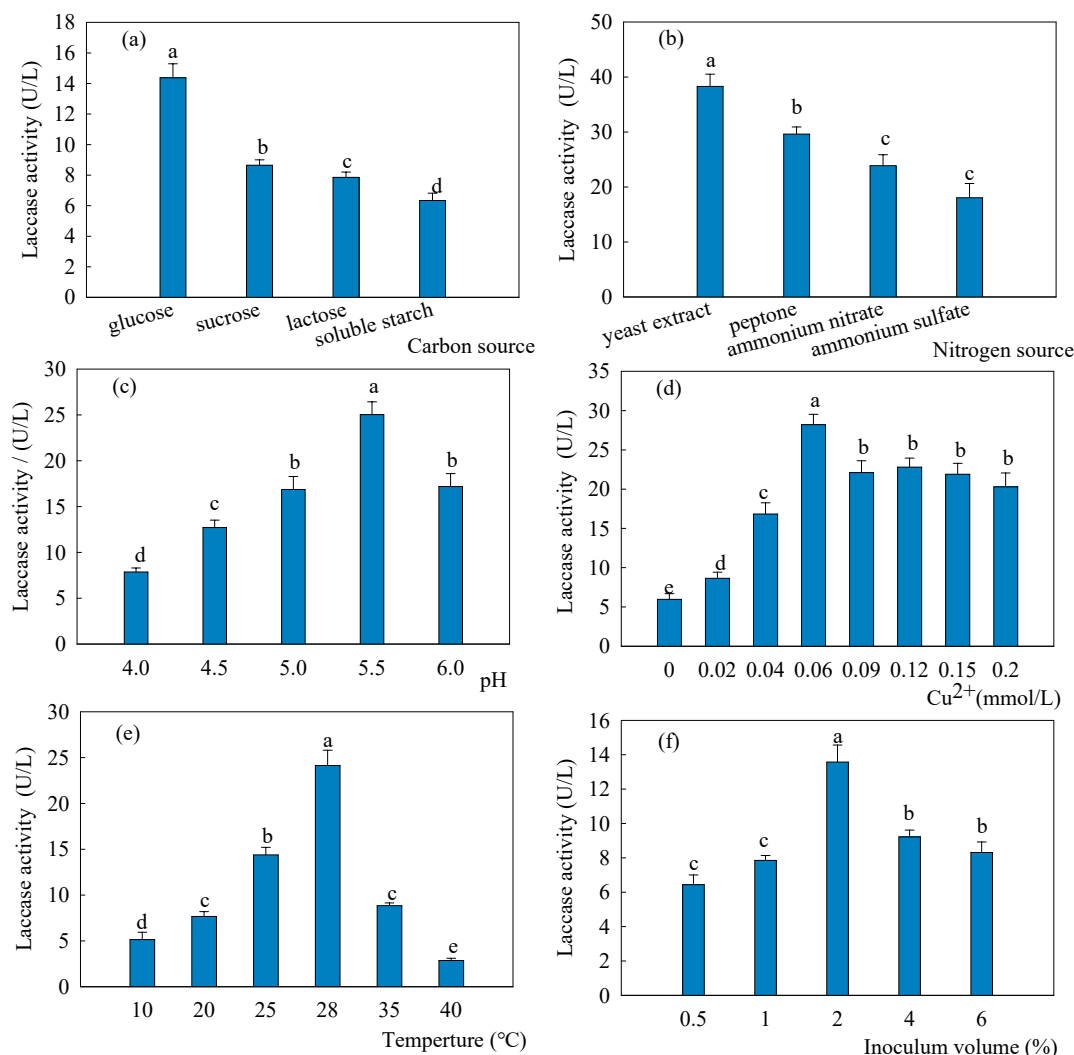 (a)
Laccase activity (U/L)
18
16
14
12
10
8
6
4
2
0
a
b
c
d
glucose
sucrose
lactose
soluble starch
Carbon source
(b)
Laccase activity (U/L)
50
40
30
20
10
0
a
b
c
c
yeast extract
peptone
ammonium nitrate
ammonium sulfate
Nitrogen source
(c)
Laccase activity / (U/L)
30
25
20
15
10
5
0
d
c
b
a
b
4.0 4.5 5.0 5.5 6.0
pH
(d)
Laccase activity (U/L)
35
30
25
20
15
10
5
0
e
d
c
a
b
b
b
b
0 0.02 0.04 0.06 0.09 0.12 0.15 0.2
Cu²⁺(mmol/L)
(e)
Laccase activity (U/L)
30
25
20
15
10
5
0
d
c
b
a
c
e
10 20 25 28 35 40
Temperture (°C)
(f)
Laccase activity (U/L)
16
14
12
10
8
6
4
2
0
c
c
a
b
b
0.5 1 2 4 6
Inoculum volume (%)